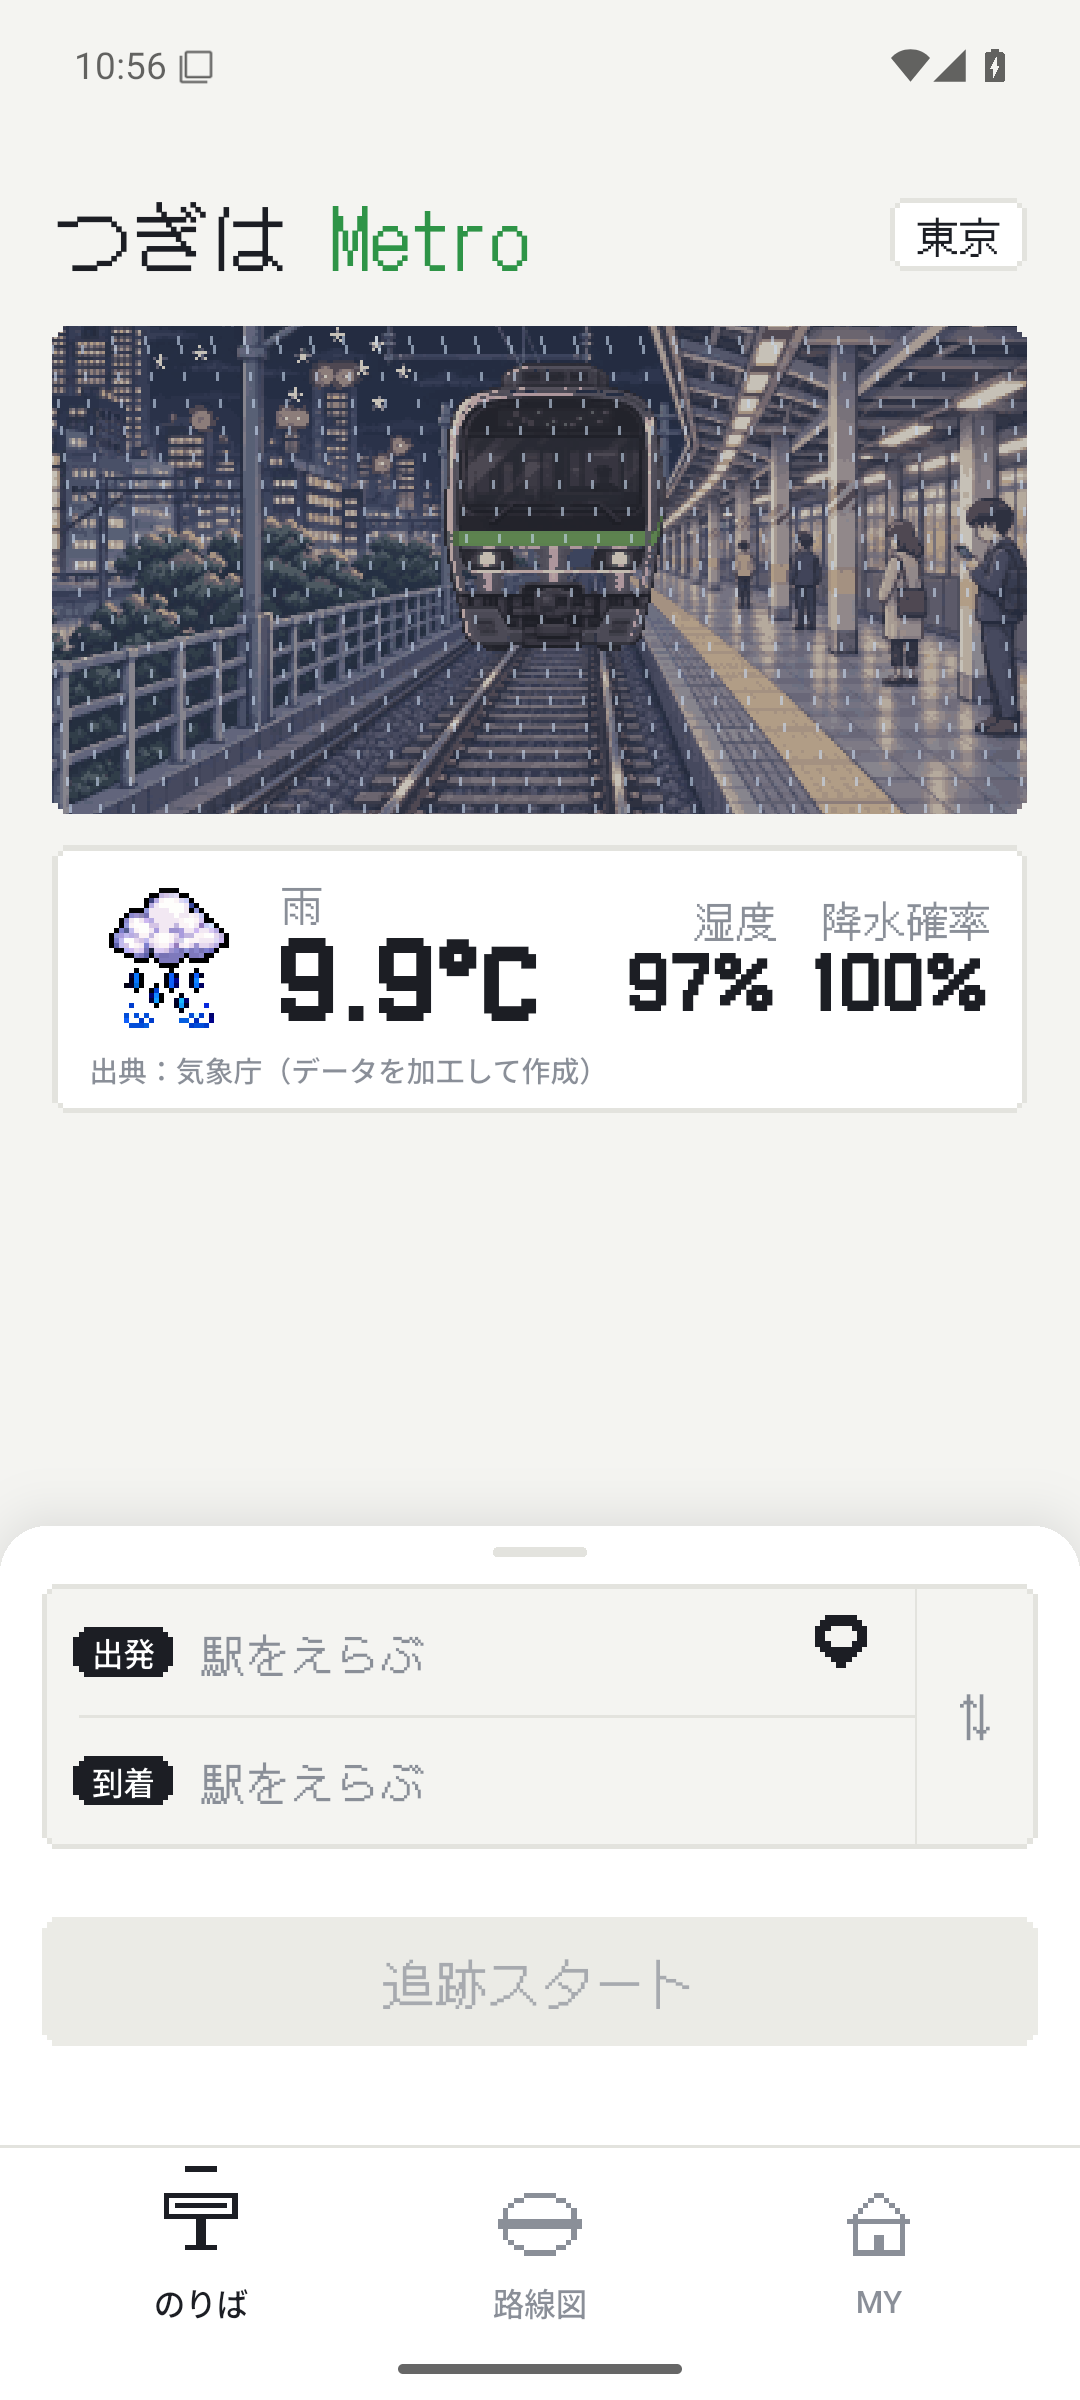 10:56
つぎは Metro
東京
雨
9.9℃
湿度
97%
降水確率
100%
出典：気象庁（データを加工して作成）
出発 駅をえらぶ
到着 駅をえらぶ
追跡スタート
のりば
路線図
MY